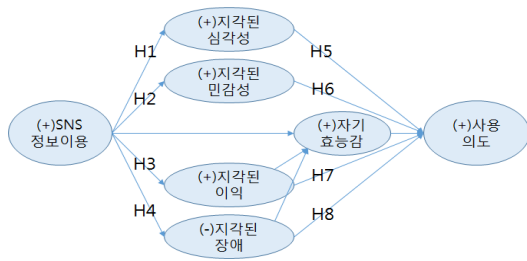 (+)지각된
심각성
H1
H5
(+)지각된
민감성
H2
H6
(+)SNS
정보이용
(+)자기
효능감
(+)사용
의도
H3
(+)지각된
이익
H7
H4
(-)지각된
장애
H8